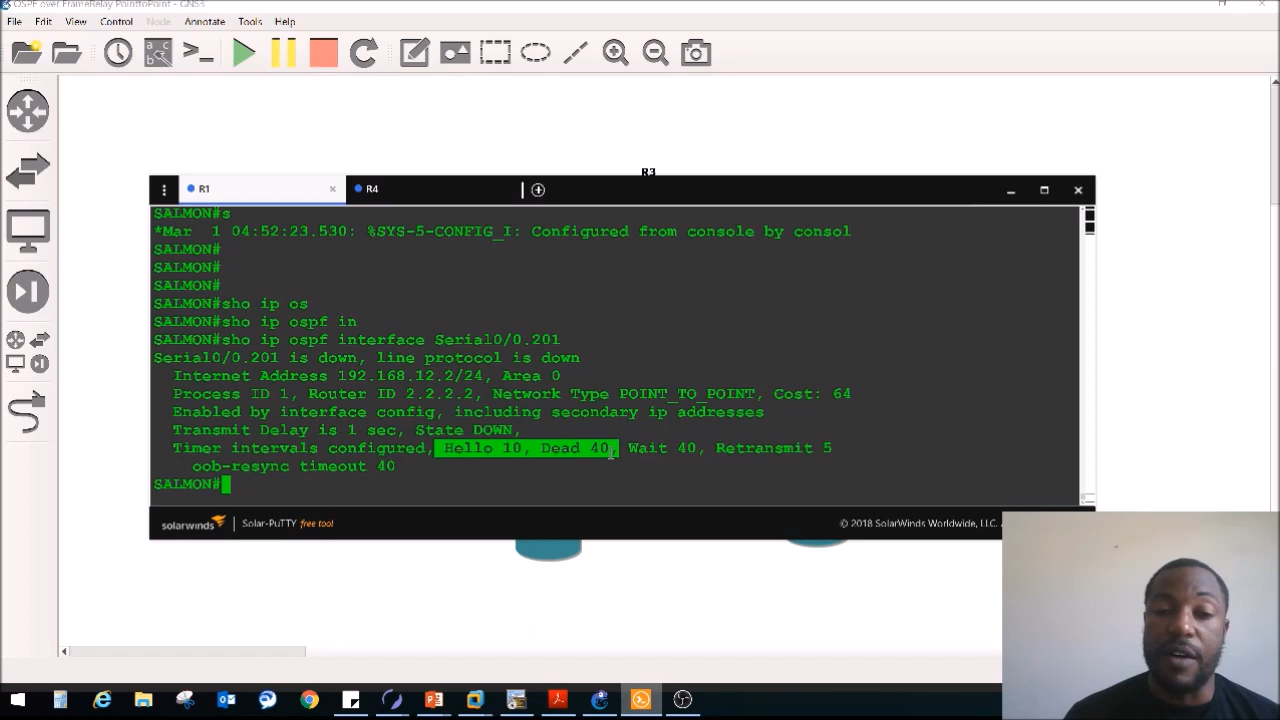 OSPF over FrameRelay PointtoPoint - GNS3
File Edit View Control Node Annotate Tools Help
R3
R1
R4
SALMON#s
*Mar 1 04:52:23.530: %SYS-5-CONFIG_I: Configured from console by consol
SALMON#
SALMON#
SALMON#
SALMON#sho ip os
SALMON#sho ip ospf in
SALMON#sho ip ospf interface Serial0/0.201
Serial0/0.201 is down, line protocol is down
Internet Address 192.168.12.2/24, Area 0
Process ID 1, Router ID 2.2.2.2, Network Type POINT_TO_POINT, Cost: 64
Enabled by interface config, including secondary ip addresses
Transmit Delay is 1 sec, State DOWN,
Timer intervals configured, Hello 10, Dead 40, Wait 40, Retransmit 5
oob-resync timeout 40
SALMON#
solarwinds Solar-PuTTY free tool
© 2018 SolarWinds Worldwide, LLC.